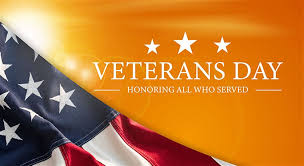 VETERANS DAY
HONORING ALL WHO SERVED